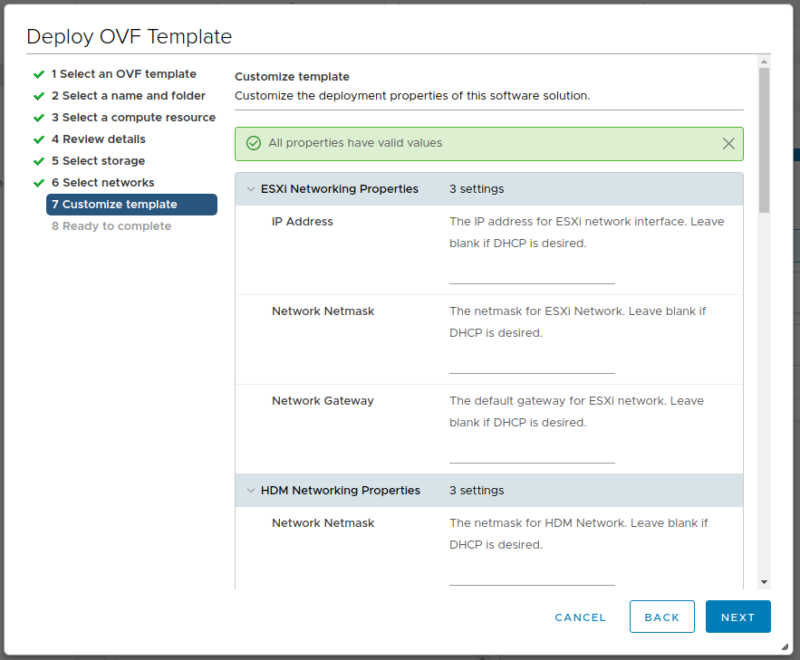 Deploy OVF Template
1 Select an OVF template
2 Select a name and folder
3 Select a compute resource
4 Review details
5 Select storage
6 Select networks
7 Customize template
8 Ready to complete
Customize template
Customize the deployment properties of this software solution.
All properties have valid values
ESXi Networking Properties 3 settings
IP Address
The IP address for ESXi network interface. Leave
blank if DHCP is desired.
Network Netmask
The netmask for ESXi Network. Leave blank if
DHCP is desired.
Network Gateway
The default gateway for ESXi network. Leave
blank if DHCP is desired.
HDM Networking Properties 3 settings
Network Netmask
The netmask for HDM Network. Leave blank if
DHCP is desired.
CANCEL BACK NEXT